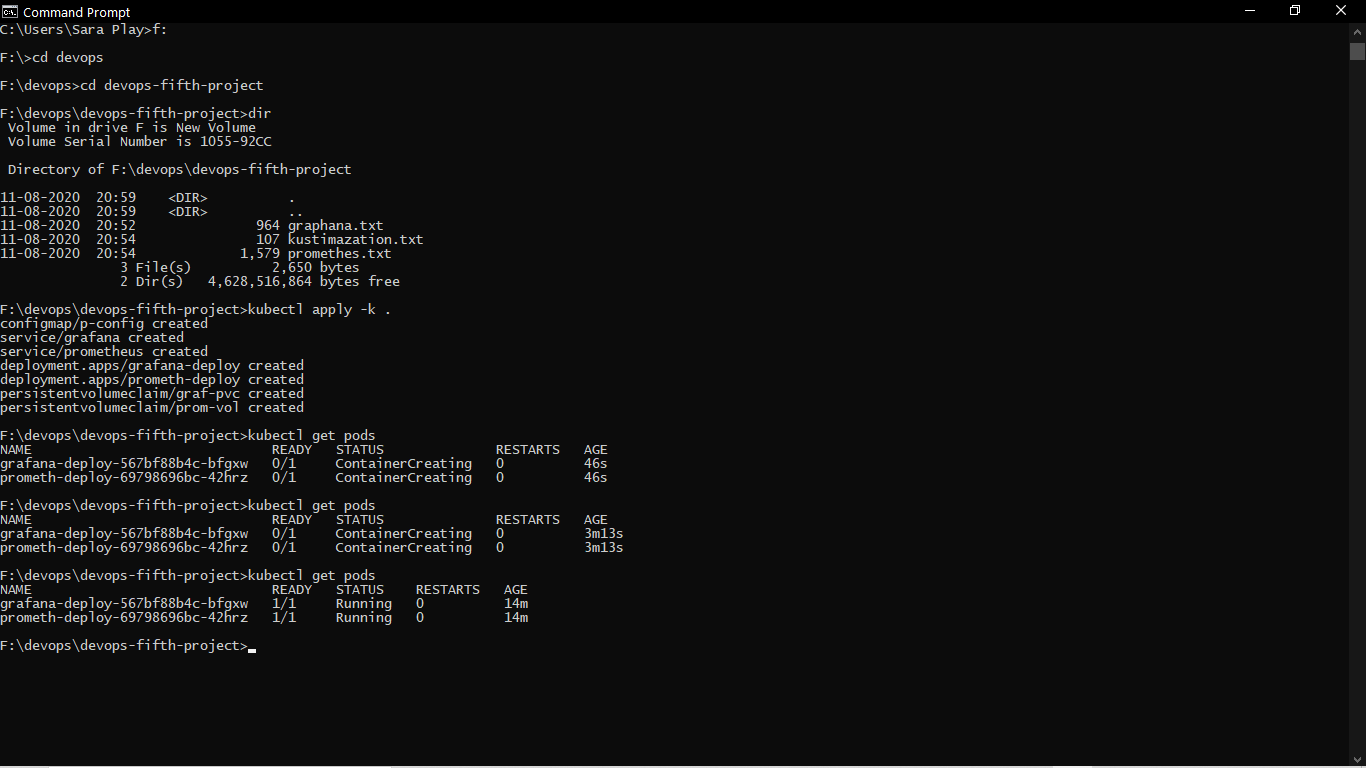 Command Prompt
C:\Users\Sara Play>f:
F:\>cd devops
F:\devops>cd devops-fifth-project
F:\devops\devops-fifth-project>dir
 Volume in drive F is New Volume
 Volume Serial Number is 1055-92CC
 Directory of F:\devops\devops-fifth-project
11-08-2020  20:59    <DIR>          .
11-08-2020  20:59    <DIR>          ..
11-08-2020  20:52               964 graphana.txt
11-08-2020  20:54               107 kustimazation.txt
11-08-2020  20:54             1,579 promethes.txt
               3 File(s)          2,650 bytes
               2 Dir(s)   4,628,516,864 bytes free
F:\devops\devops-fifth-project>kubectl apply -k .
configmap/p-config created
service/grafana created
service/prometheus created
deployment.apps/grafana-deploy created
deployment.apps/prometh-deploy created
persistentvolumeclaim/graf-pvc created
persistentvolumeclaim/prom-vol created
F:\devops\devops-fifth-project>kubectl get pods
NAME                              READY   STATUS              RESTARTS   AGE
grafana-deploy-567bf88b4c-bfgxw   0/1     ContainerCreating   0          46s
prometh-deploy-69798696bc-42hrz   0/1     ContainerCreating   0          46s
F:\devops\devops-fifth-project>kubectl get pods
NAME                              READY   STATUS              RESTARTS   AGE
grafana-deploy-567bf88b4c-bfgxw   0/1     ContainerCreating   0          3m13s
prometh-deploy-69798696bc-42hrz   0/1     ContainerCreating   0          3m13s
F:\devops\devops-fifth-project>kubectl get pods
NAME                              READY   STATUS    RESTARTS   AGE
grafana-deploy-567bf88b4c-bfgxw   1/1     Running   0          14m
prometh-deploy-69798696bc-42hrz   1/1     Running   0          14m
F:\devops\devops-fifth-project>